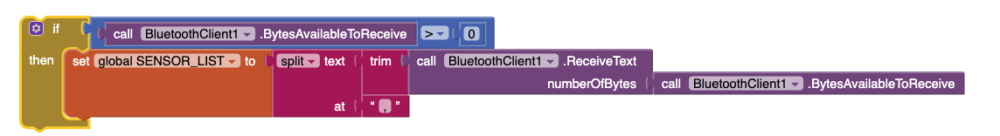 if call BluetoothClient1 .BytesAvailableToReceive > 0
then set global SENSOR_LIST to split text trim call BluetoothClient1 .ReceiveText
numberOfBytes call BluetoothClient1 .BytesAvailableToReceive
at " , "